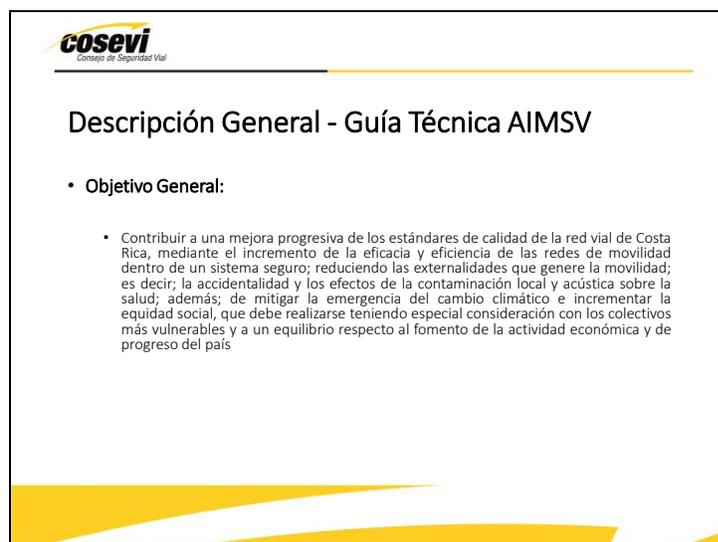 cosevi
Consejo de Seguridad Vial
Descripción General - Guía Técnica AIMSV
• Objetivo General:
• Contribuir a una mejora progresiva de los estándares de calidad de la red vial de Costa
Rica, mediante el incremento de la eficacia y eficiencia de las redes de movilidad
dentro de un sistema seguro; reduciendo las externalidades que genere la movilidad;
es decir; la accidentalidad y los efectos de la contaminación local y acústica sobre la
salud; además; de mitigar la emergencia del cambio climático e incrementar la
equidad social, que debe realizarse teniendo especial consideración con los colectivos
más vulnerables y a un equilibrio respecto al fomento de la actividad económica y de
progreso del país